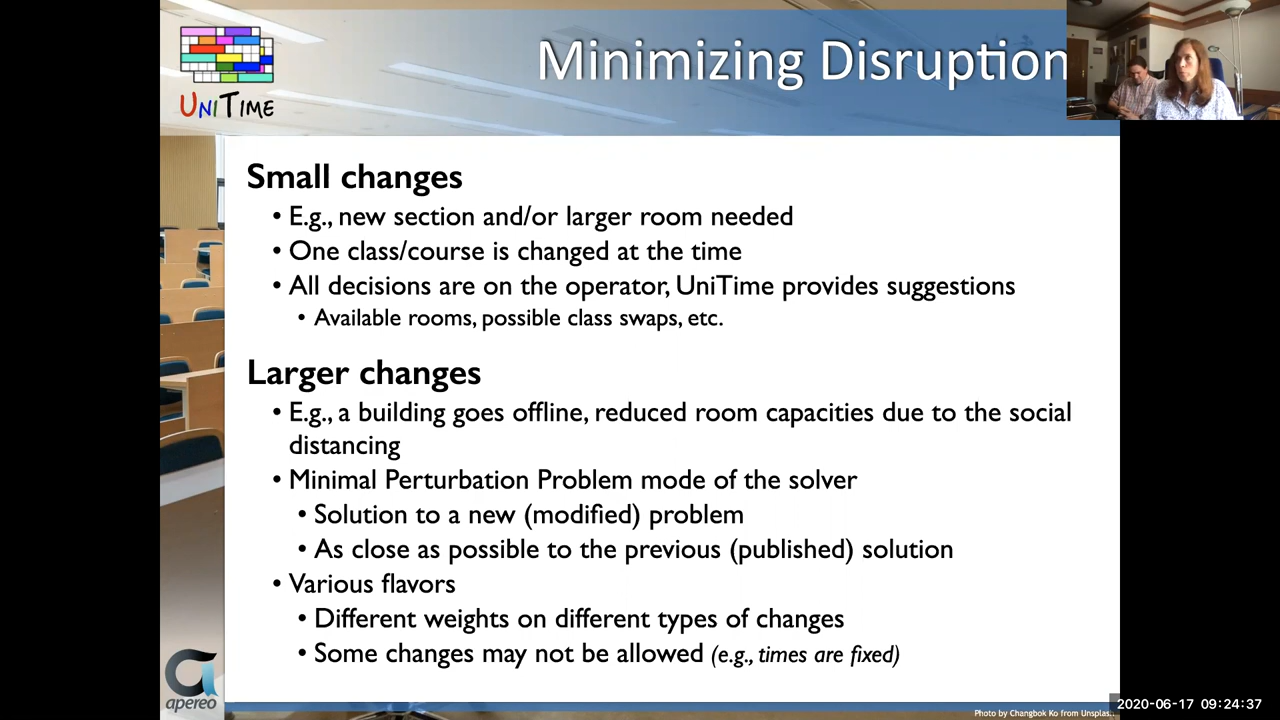 UNITIME
Minimizing Disruption
Small changes
• E.g., new section and/or larger room needed
• One class/course is changed at the time
• All decisions are on the operator, UniTime provides suggestions
• Available rooms, possible class swaps, etc.
Larger changes
• E.g., a building goes offline, reduced room capacities due to the social
distancing
• Minimal Perturbation Problem mode of the solver
• Solution to a new (modified) problem
• As close as possible to the previous (published) solution
• Various flavors
• Different weights on different types of changes
• Some changes may not be allowed (e.g., times are fixed)
apereo
Photo by Changbok Ko from Unsplash
2020-06-17 09:24:37